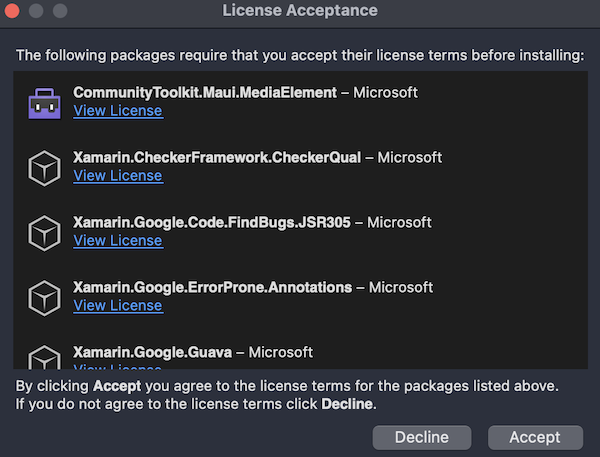 License Acceptance
The following packages require that you accept their license terms before installing:
CommunityToolkit.Maui.MediaElement – Microsoft
View License
Xamarin.CheckerFramework.CheckerQual – Microsoft
View License
Xamarin.Google.Code.FindBugs.JSR305 – Microsoft
View License
Xamarin.Google.ErrorProne.Annotations – Microsoft
View License
Xamarin.Google.Guava – Microsoft
View License
By clicking Accept you agree to the license terms for the packages listed above.
If you do not agree to the license terms click Decline.
Decline
Accept